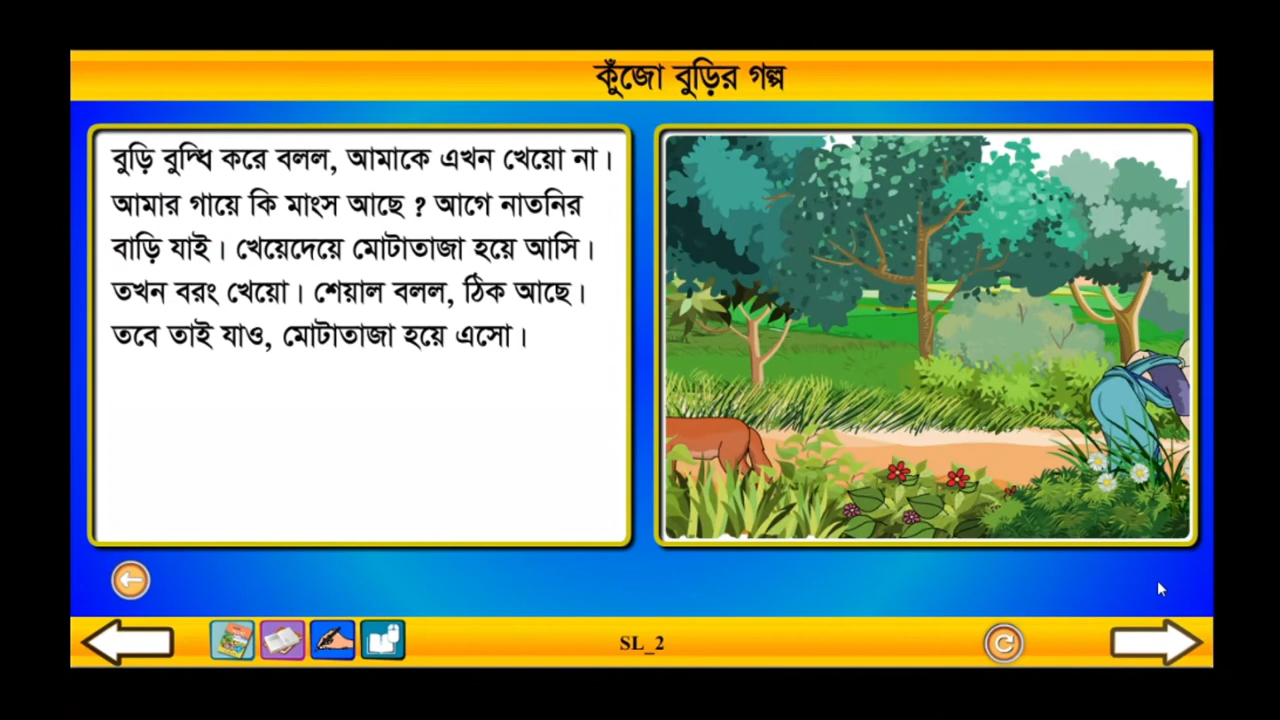 কুঁজো বুড়ির গল্প
বুড়ি বুদ্ধি করে বলল, আমাকে এখন খেয়ো না।
আমার গায়ে কি মাংস আছে ? আগে নাতনির
বাড়ি যাই। খেয়েদেয়ে মোটাতাজা হয়ে আসি।
তখন বরং খেয়ো। শেয়াল বলল, ঠিক আছে।
তবে তাই যাও, মোটাতাজা হয়ে এসো।
SL_2